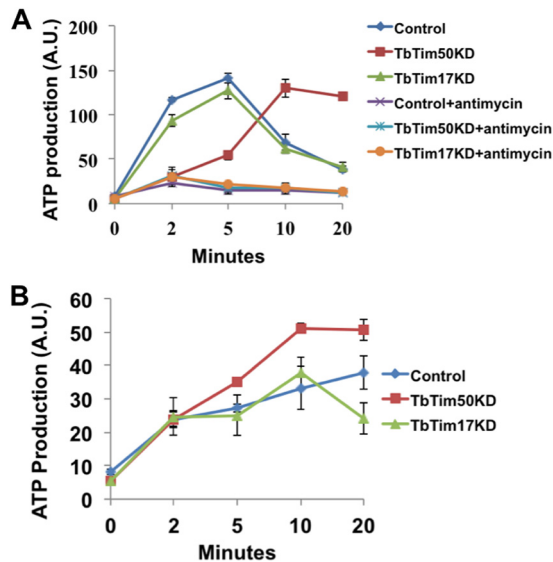 A
ATP production (A.U.)
200
150
100
50
0
0 2 5 10 20
Minutes
Control
TbTim50KD
TbTim17KD
Control+antimycin
TbTim50KD+antimycin
TbTim17KD+antimycin
B
ATP Production (A.U.)
60
50
40
30
20
10
0
0 2 5 10 20
Minutes
Control
TbTim50KD
TbTim17KD